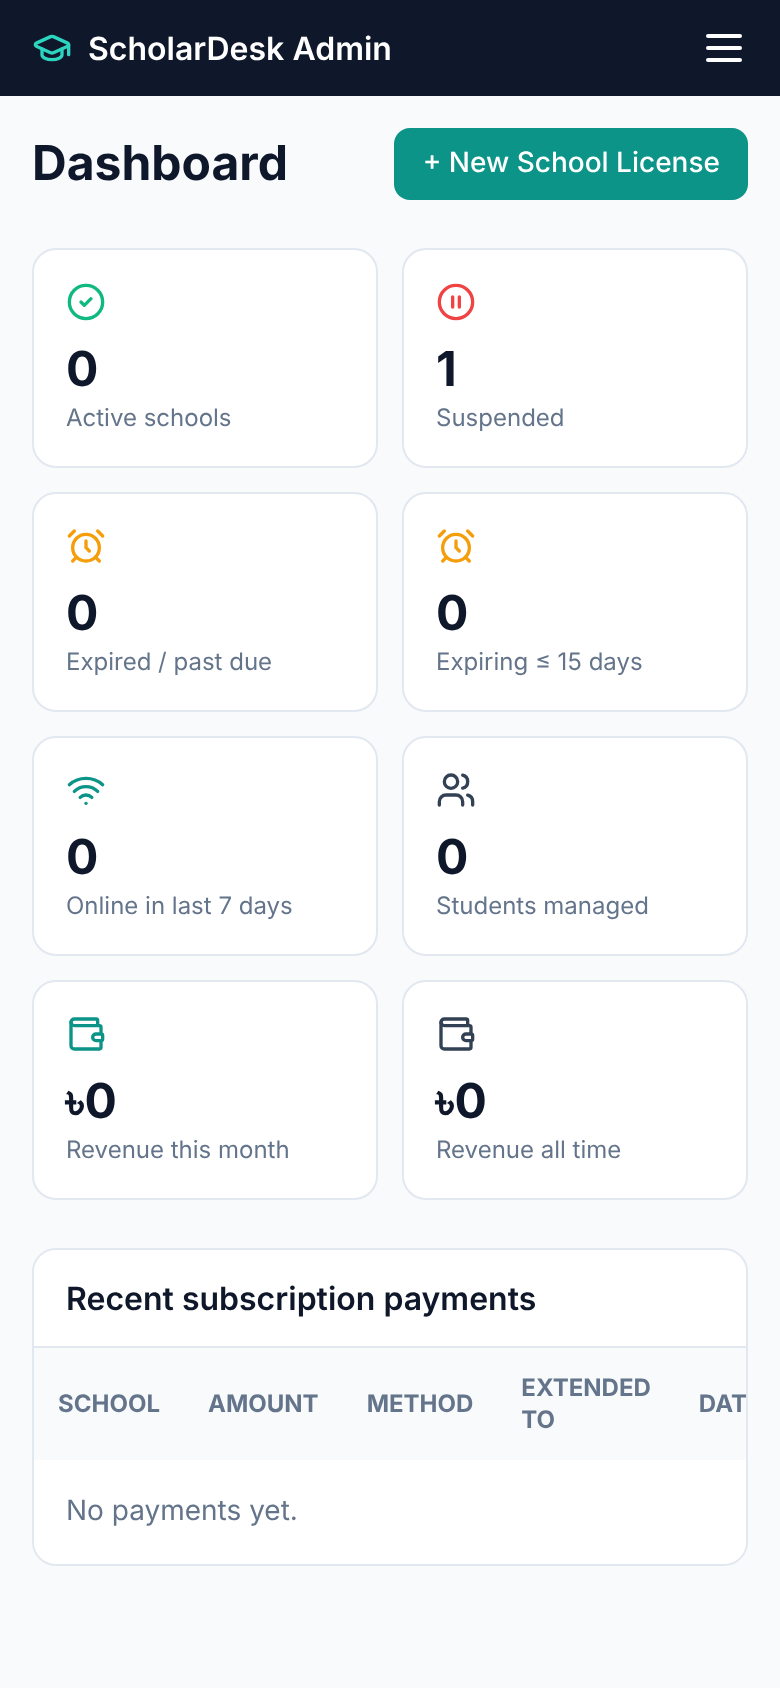 ScholarDesk Admin
Dashboard
+ New School License
0
Active schools
1
Suspended
0
Expired / past due
0
Expiring ≤ 15 days
0
Online in last 7 days
0
Students managed
৳0
Revenue this month
৳0
Revenue all time
Recent subscription payments
SCHOOL AMOUNT METHOD EXTENDED TO DAT
No payments yet.